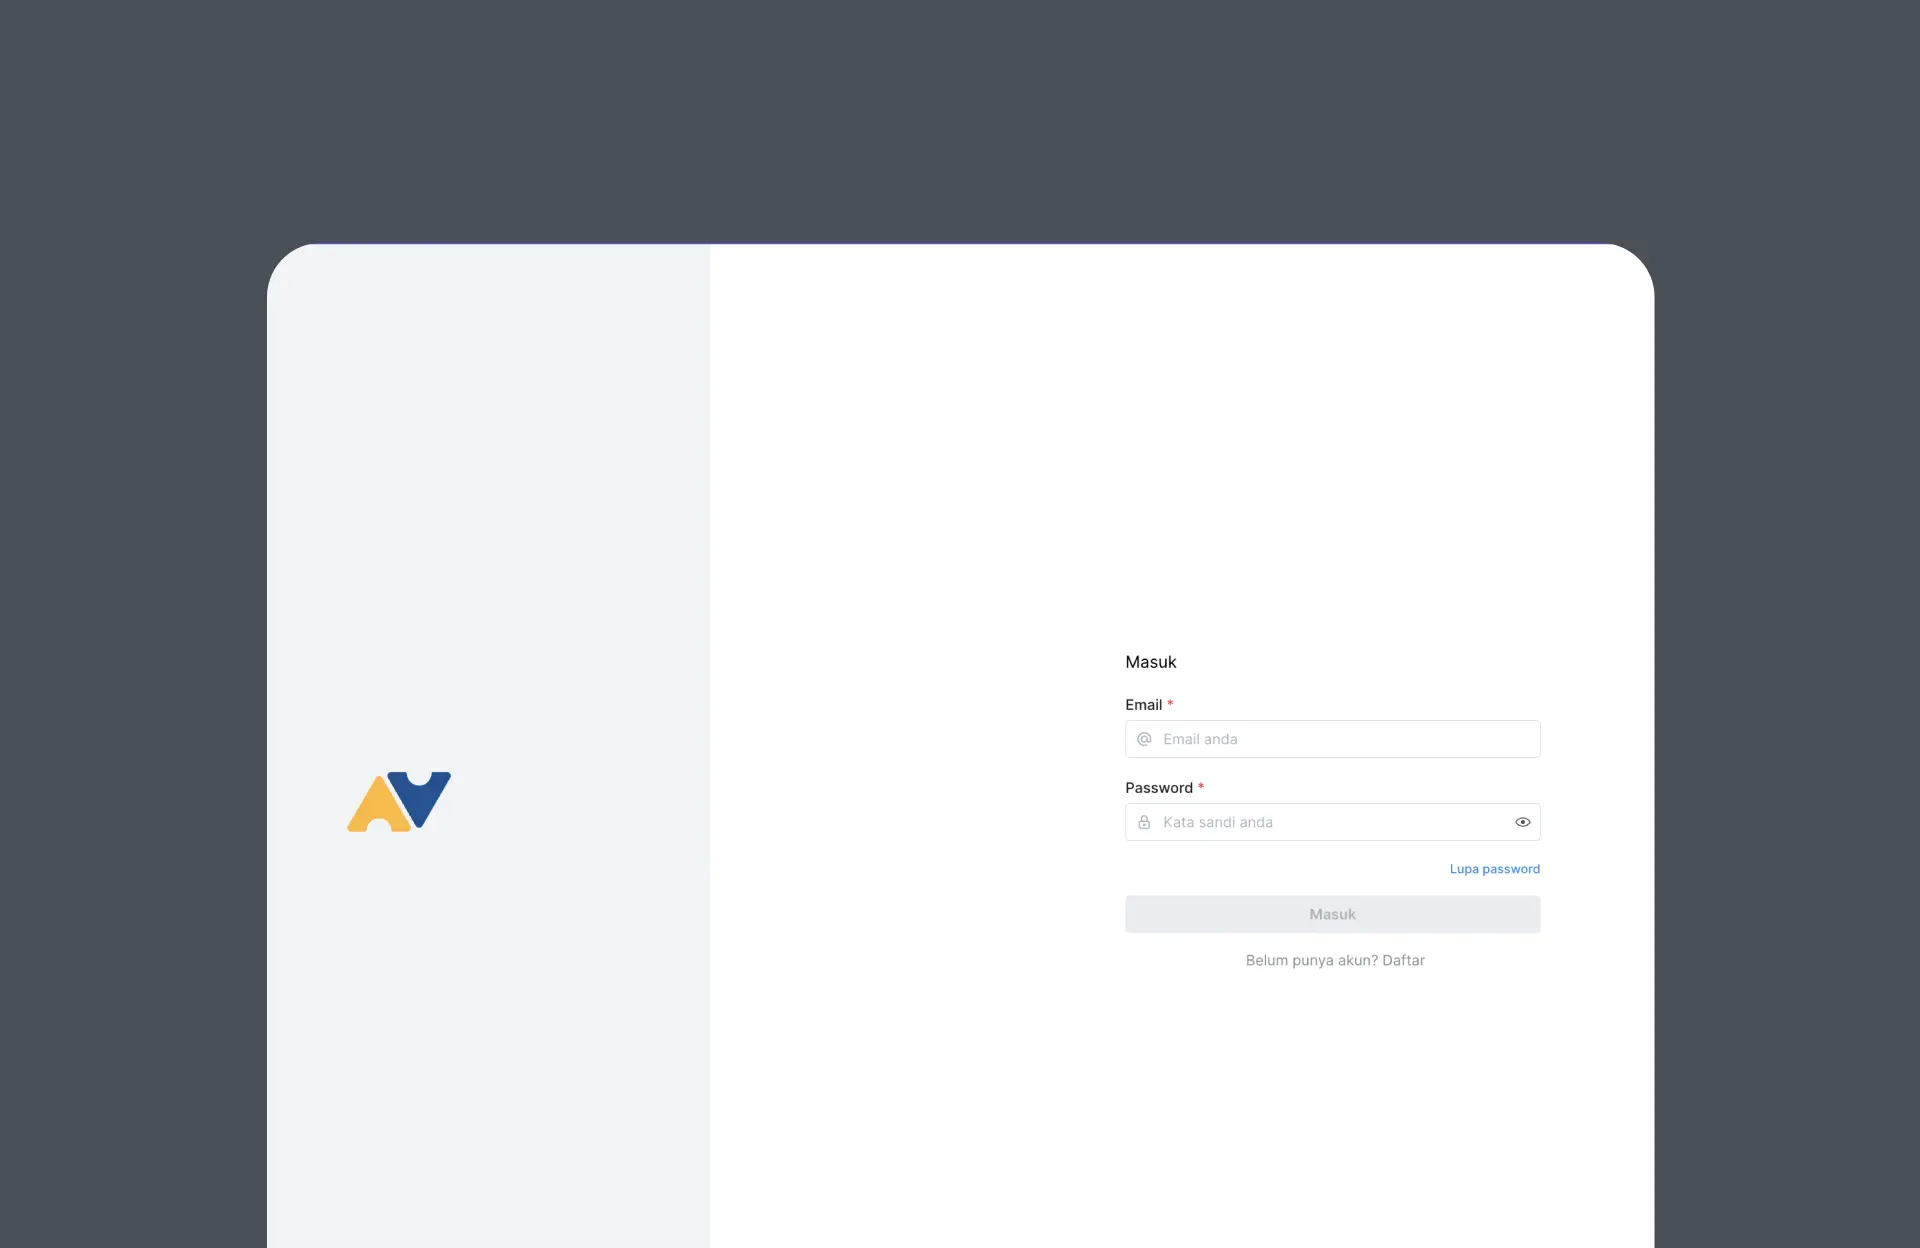 Masuk
Email *
Email anda
Password *
Kata sandi anda
Lupa password
Masuk
Belum punya akun? Daftar